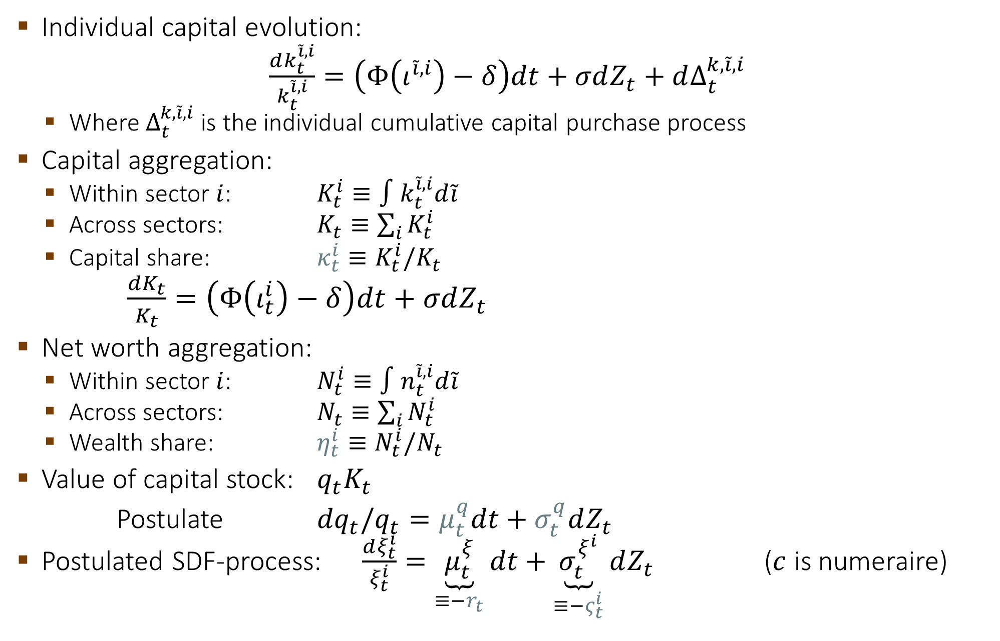 ▪ Individual capital evolution:
$\frac{dk_t^{\tilde{\imath},i}}{k_t^{\tilde{\imath},i}} = \left(\Phi\left(\iota^{\tilde{\imath},i}\right) - \delta\right)dt + \sigma dZ_t + d\Delta_t^{k,\tilde{\imath},i}$
▪ Where $\Delta_t^{k,\tilde{\imath},i}$ is the individual cumulative capital purchase process
▪ Capital aggregation:
▪ Within sector $i$: $K_t^i \equiv \int k_t^{\tilde{\imath},i} d\tilde{\imath}$
▪ Across sectors: $K_t \equiv \sum_i K_t^i$
▪ Capital share: $\kappa_t^i \equiv K_t^i/K_t$
$\frac{dK_t}{K_t} = \left(\Phi\left(\iota_t^i\right) - \delta\right)dt + \sigma dZ_t$
▪ Net worth aggregation:
▪ Within sector $i$: $N_t^i \equiv \int n_t^{\tilde{\imath},i} d\tilde{\imath}$
▪ Across sectors: $N_t \equiv \sum_i N_t^i$
▪ Wealth share: $\eta_t^i \equiv N_t^i/N_t$
▪ Value of capital stock: $q_t K_t$
Postulate $dq_t/q_t = \mu_t^q dt + \sigma_t^q dZ_t$
▪ Postulated SDF-process: $\frac{d\xi_t^i}{\xi_t^i} = \underbrace{\mu_t^{\xi}}_{\equiv -r_t} dt + \underbrace{\sigma_t^{\xi^i}}_{\equiv -\varsigma_t^i} dZ_t$ ($c$ is numeraire)